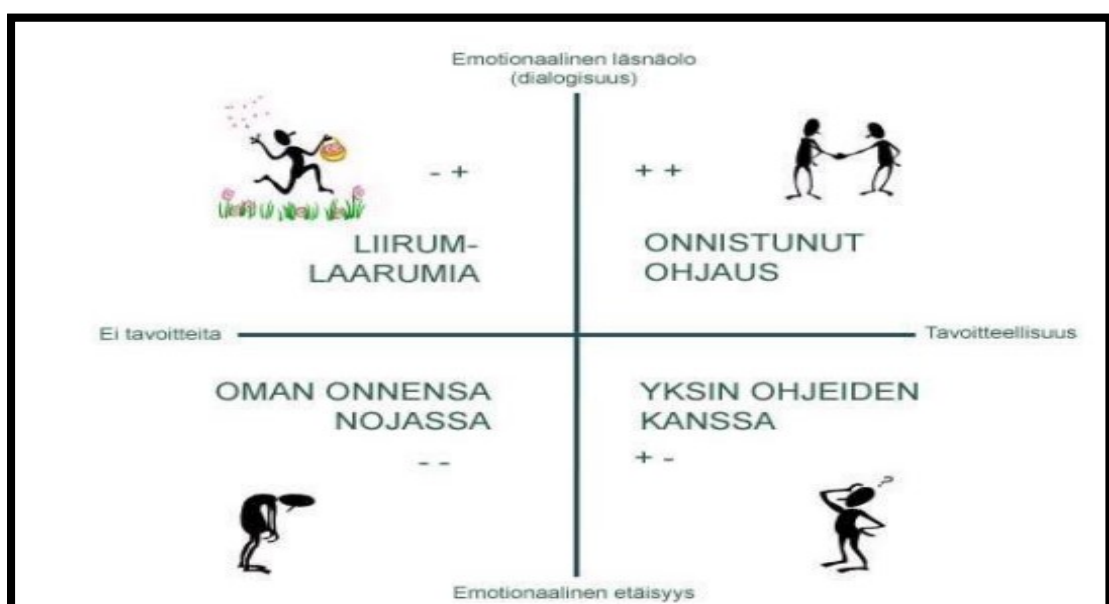 Emotionaalinen läsnäolo
(dialogisuus)
- +
+ +
LIIRUM-
LAARUMIA
ONNISTUNUT
OHJAUS
Ei tavoitteita
Tavoitteellisuus
OMAN ONNENSA
NOJASSA
- -
YKSIN OHJEIDEN
KANSSA
+ -
?
Emotionaalinen etäisyys